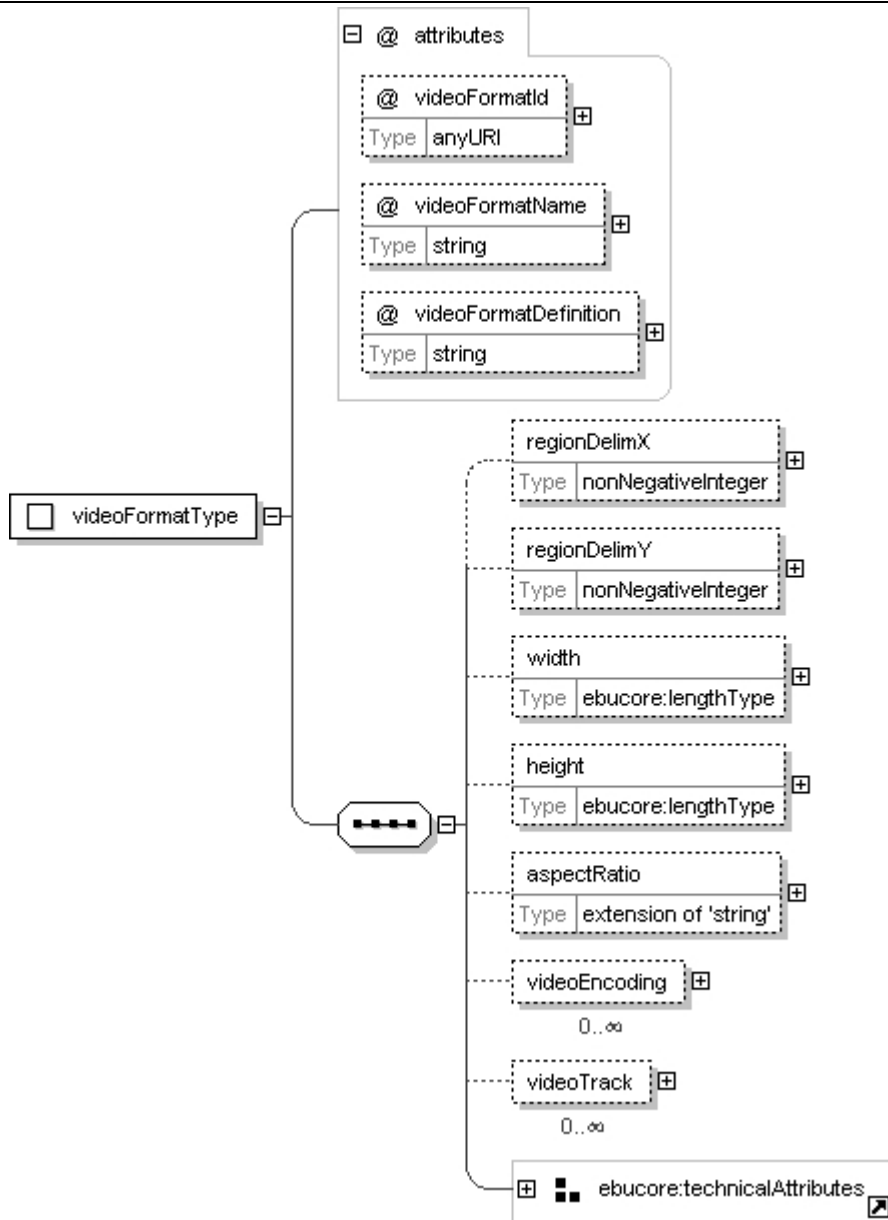 @ attributes
@ videoFormatId
Type anyURI
@ videoFormatName
Type string
@ videoFormatDefinition
Type string
videoFormatType
regionDelimX
Type nonNegativeInteger
regionDelimY
Type nonNegativeInteger
width
Type ebucore:lengthType
height
Type ebucore:lengthType
aspectRatio
Type extension of 'string'
videoEncoding
0..∞
videoTrack
0..∞
ebucore:technicalAttributes